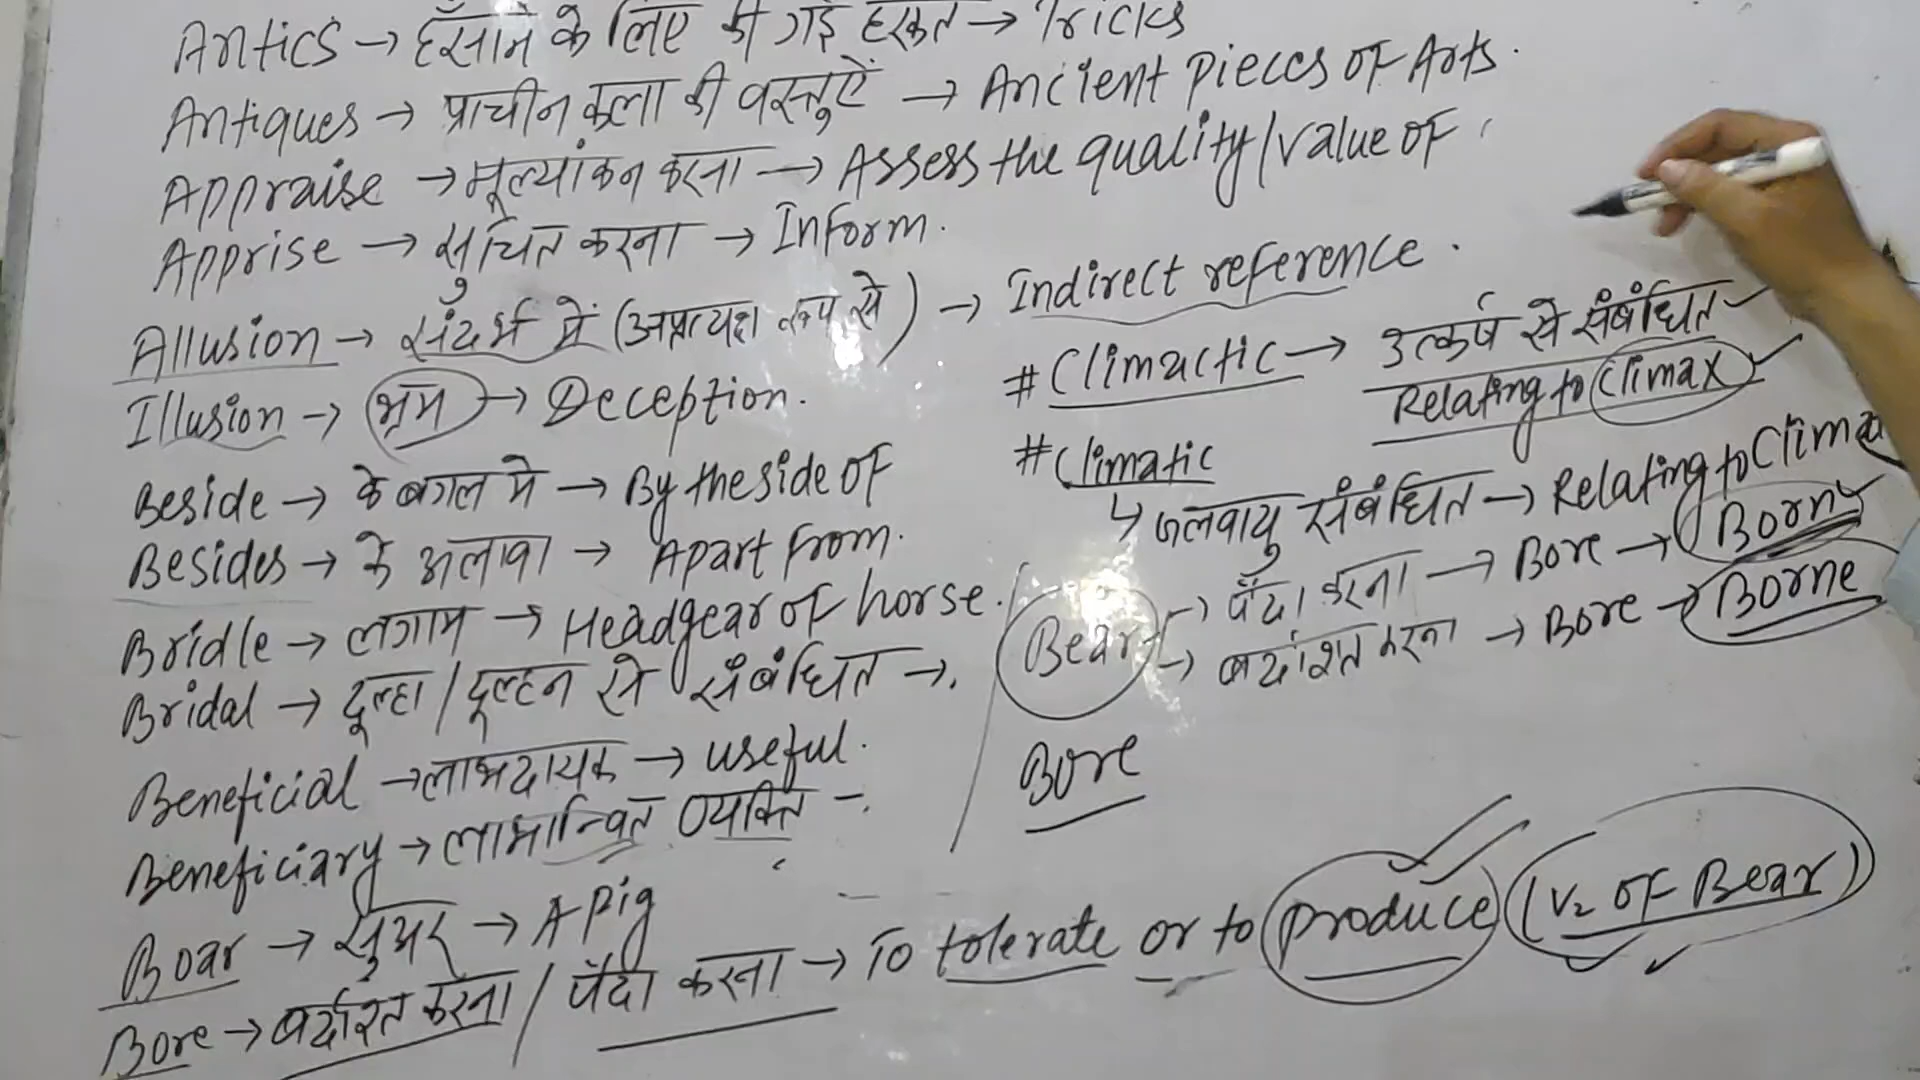 Antics → हँसाने के लिए की गई हरकत → Tricks
Antiques → प्राचीन कला की वस्तुऐं → Ancient pieces of Arts.
Appraise → मूल्यांकन करना → Assess the quality/value of
Apprise → सुचित करना → Inform.
Allusion → संदर्भ में (अप्रत्यक्ष रूप से) → Indirect reference.
Illusion → भ्रम → Deception.
Beside → के बगल मे → By the side of
Besides → के अलावा → Apart from.
Bridle → लगाम → Headgear of horse.
Bridal → दूल्हा/दूल्हन से संबंधित →.
Beneficial → लाभदायक → useful.
Beneficiary → लाभान्वित व्यक्ति -.
Boar → सुअर → A pig
Bore → बर्दाश्त करना / पैदा करना → To tolerate or to produce (V₂ of Bear)
# Climactic → उत्कर्ष से संबंधित
Relating to climax
# Climatic
↳ जलवायु संबंधित → Relating to
Bear → पैदा करना → Bore → Born
→ बर्दाश्त करना → Bore → Borne
Bore